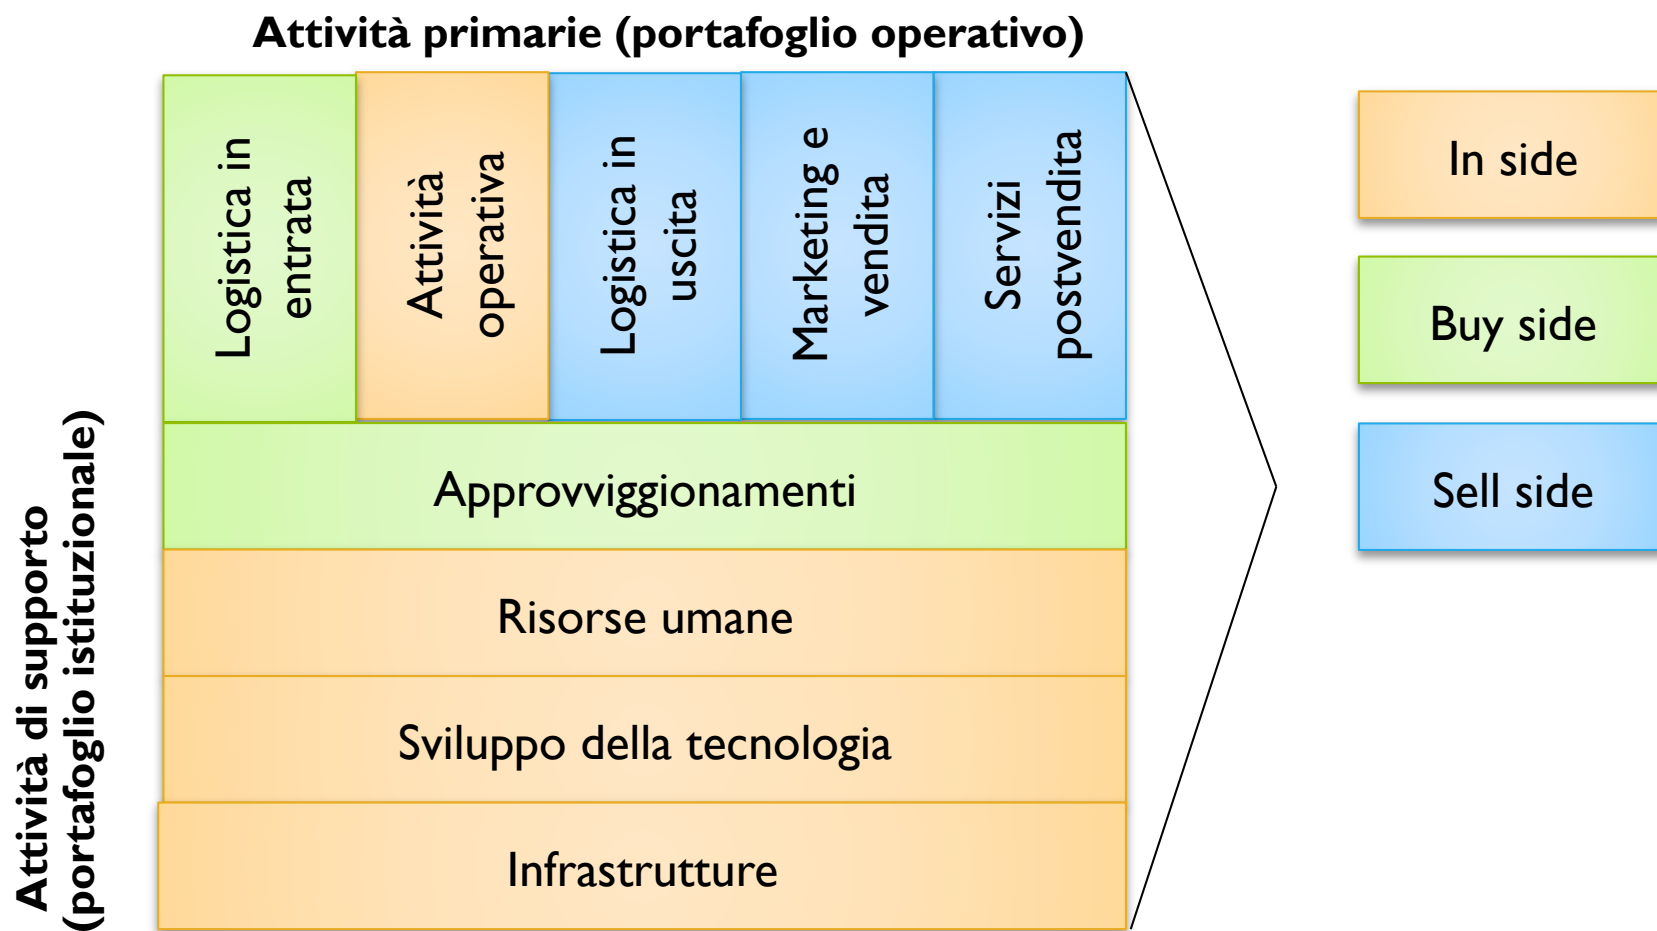 Attività primarie (portafoglio operativo)
Logistica in
entrata
Attività
operativa
Logistica in
uscita
Marketing e
vendita
Servizi
postvendita
In side
Buy side
Sell side
Approvviggionamenti
Risorse umane
Sviluppo della tecnologia
Infrastrutture
Attività di supporto
(portafoglio istituzionale)